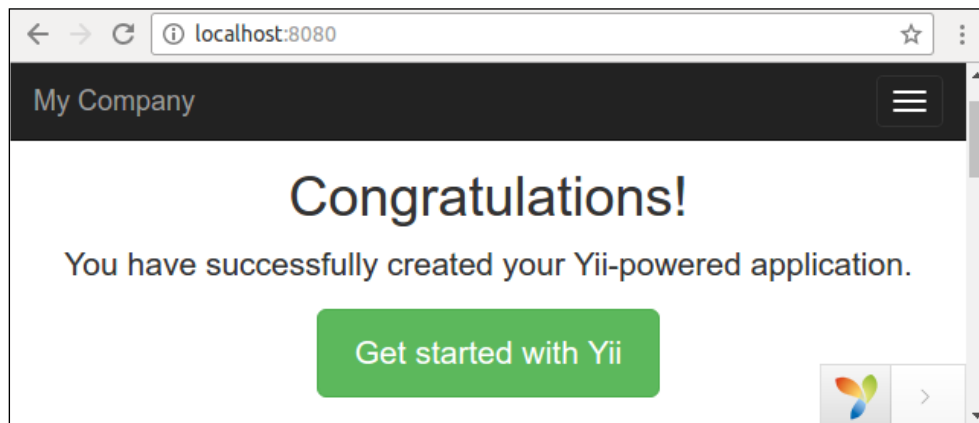 localhost:8080
My Company
Congratulations!
You have successfully created your Yii-powered application.
Get started with Yii